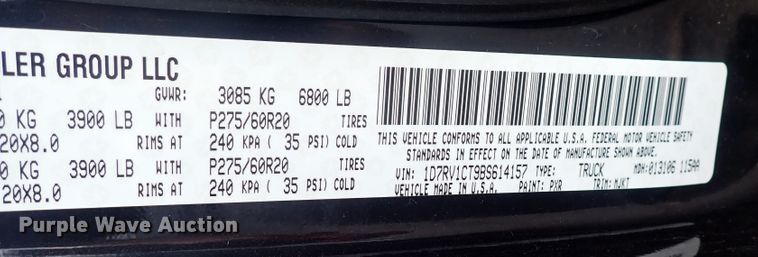 LER GROUP LLC
GVWR: 3085 KG 6800 LB
KG 3900 LB WITH P275/60R20 TIRES
20X8.0 RIMS AT 240 KPA ( 35 PSI) COLD
KG 3900 LB WITH P275/60R20 TIRES
20X8.0 RIMS AT 240 KPA ( 35 PSI) COLD
THIS VEHICLE CONFORMS TO ALL APPLICABLE U.S.A. FEDERAL MOTOR VEHICLE SAFETY
STANDARDS IN EFFECT ON THE DATE OF MANUFACTURE SHOWN ABOVE.
VIN: 1D7RV1CT9BS614157 TYPE: TRUCK MDH: 013106 115AA
VEHICLE MADE IN U.S.A. PAINT: PXR TRIM: MJXT
Purple Wave Auction